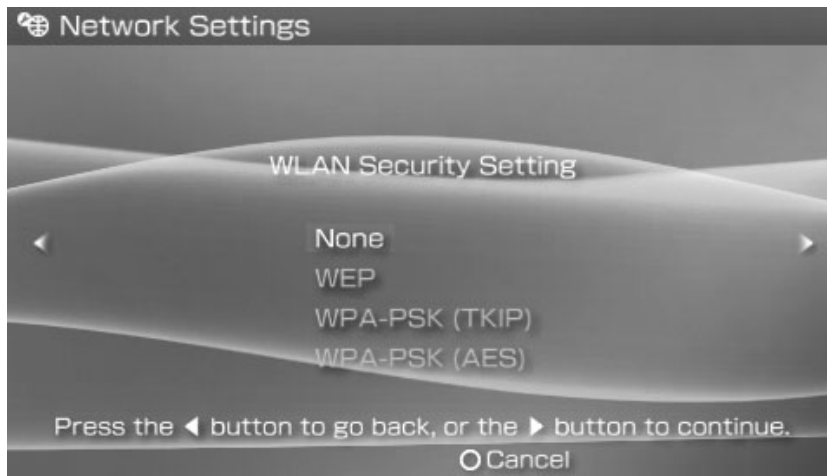 Network Settings
WLAN Security Setting
None
WEP
WPA-PSK (TKIP)
WPA-PSK (AES)
Press the ◀ button to go back, or the ▶ button to continue.
Cancel